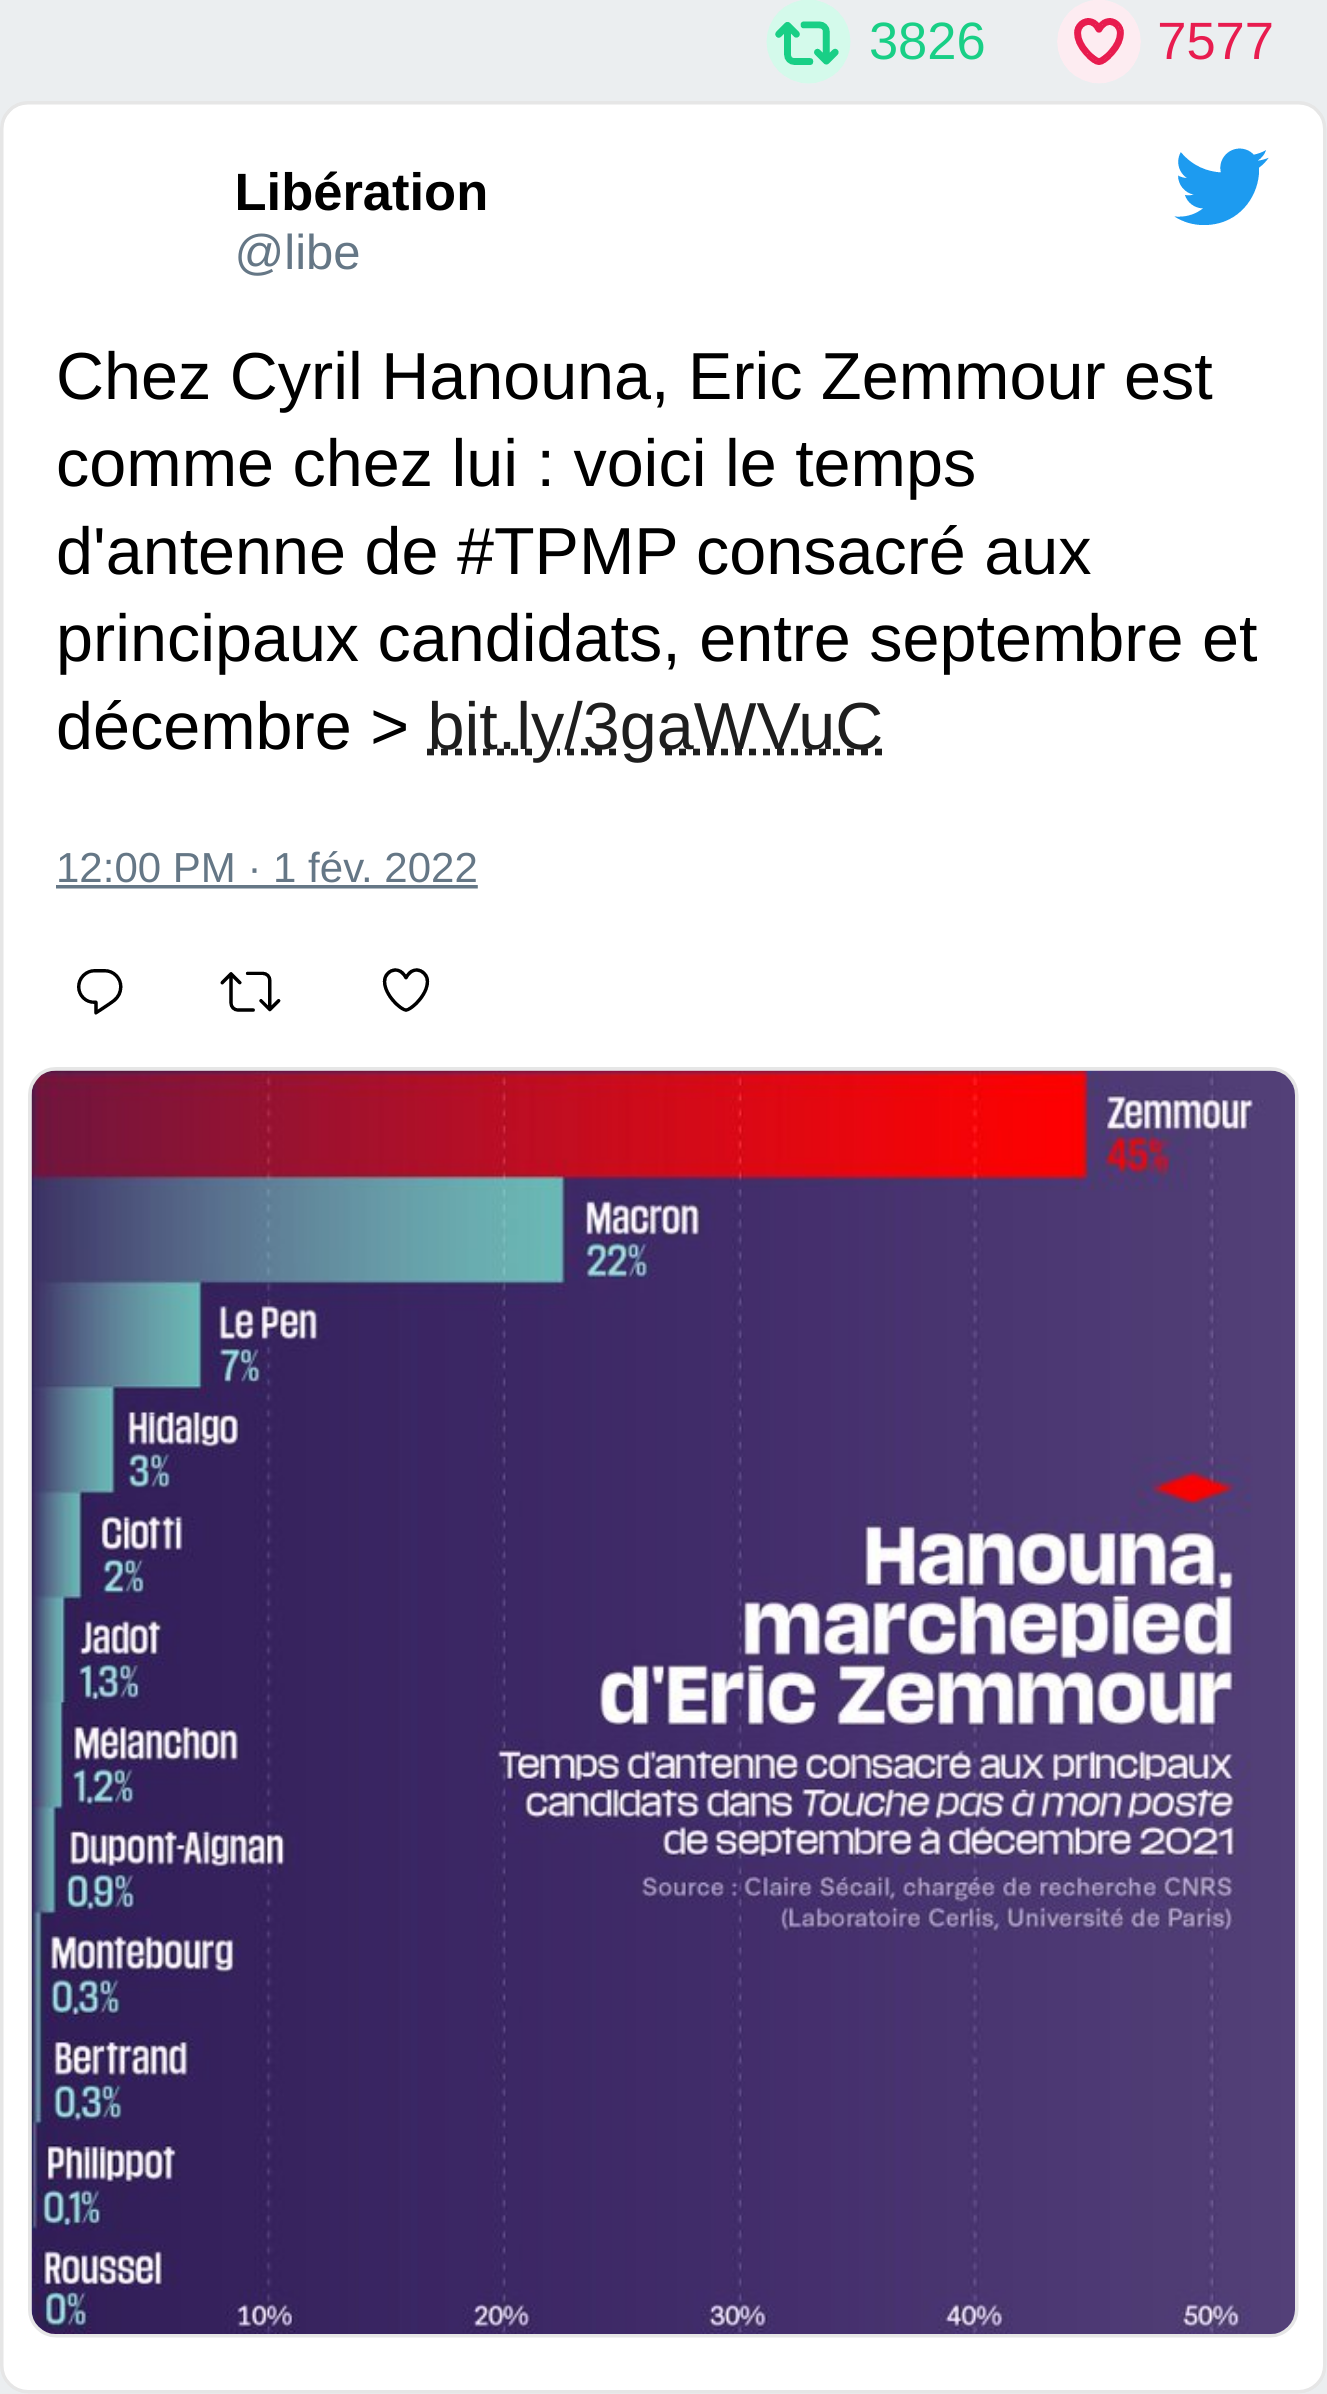 3826 7577
Libération
@libe
Chez Cyril Hanouna, Eric Zemmour est
comme chez lui : voici le temps
d'antenne de #TPMP consacré aux
principaux candidats, entre septembre et
décembre > bit.ly/3gaWVuC
12:00 PM · 1 fév. 2022
Zemmour
45%
Macron
22%
Le Pen
7%
Hidalgo
3%
Ciotti
2%
Jadot
1,3%
Mélanchon
1,2%
Dupont-Aignan
0,9%
Montebourg
0,3%
Bertrand
0,3%
Philippot
0,1%
Roussel
0%
Hanouna,
marchepied
d'Eric Zemmour
Temps d'antenne consacré aux principaux
candidats dans Touche pas à mon poste
de septembre à décembre 2021
Source : Claire Sécail, chargée de recherche CNRS
(Laboratoire Cerlis, Université de Paris)
10% 20% 30% 40% 50%